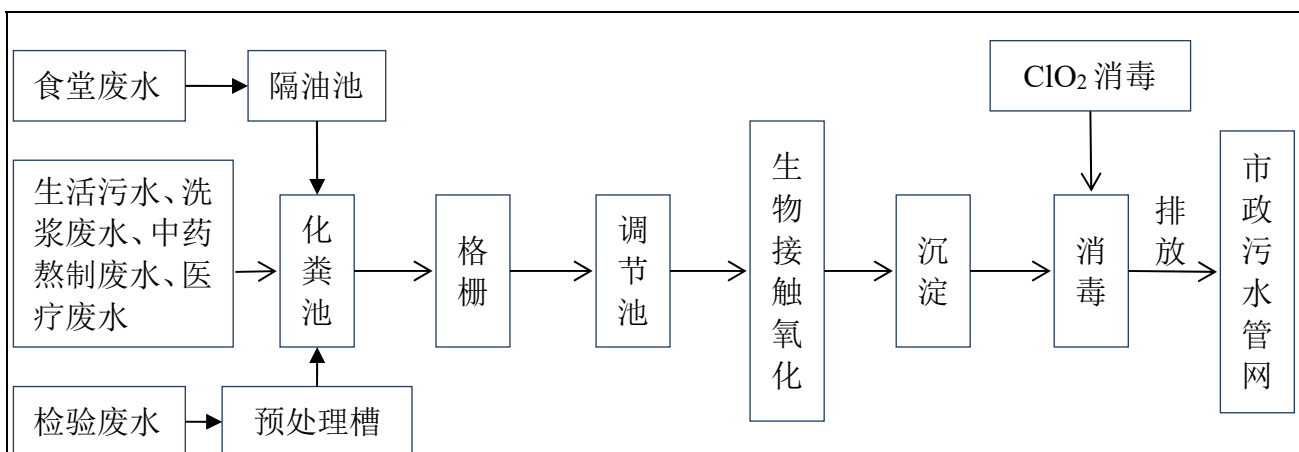 食堂废水
隔油池
ClO₂ 消毒
生活污水、洗
浆废水、中药
熬制废水、医
疗废水
化粪池
格栅
调节池
生物接触氧化
沉淀
消毒
排放
市政污水管网
检验废水
预处理槽